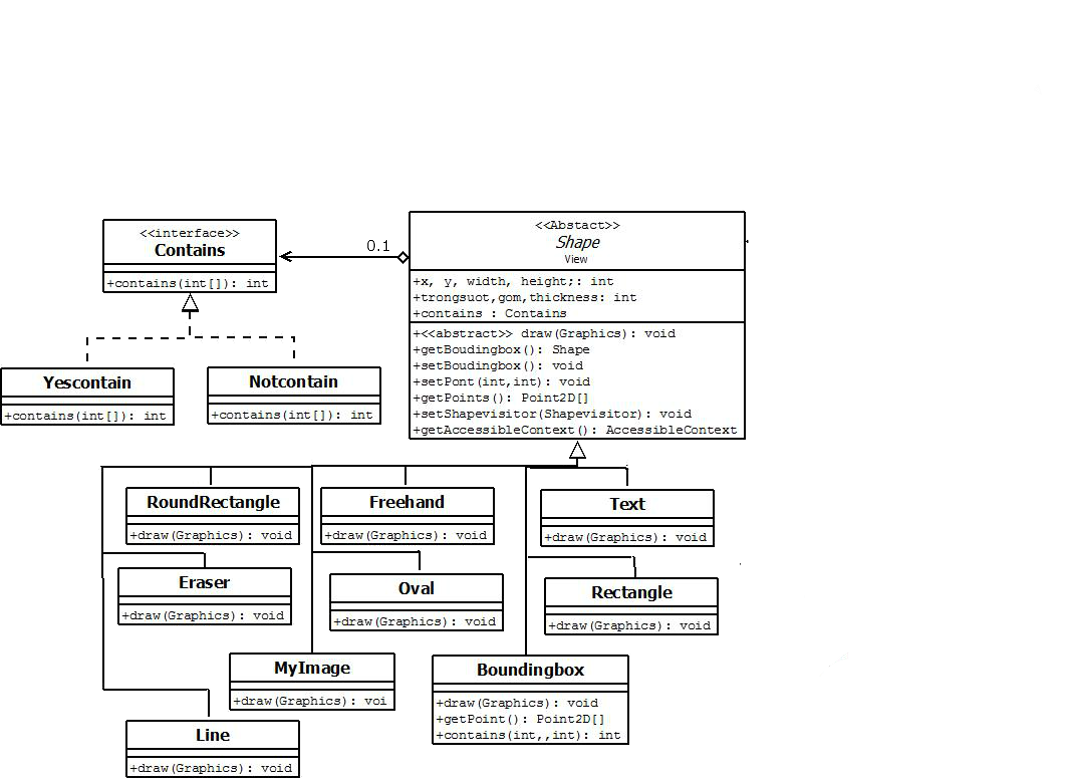 <<interface>>
Contains
+contains(int[]): int
0.1
<<Abstact>>
Shape
View
+x, y, width, height;: int
+trongsuot,gom,thickness: int
+contains : Contains
+<<abstract>> draw(Graphics): void
+getBoudingbox(): Shape
+setBoudingbox(): void
+setPont(int,int): void
+getPoints(): Point2D[]
+setShapevisitor(Shapevisitor): void
+getAccessibleContext(): AccessibleContext
Yescontain
+contains(int[]): int
Notcontain
+contains(int[]): int
RoundRectangle
+draw(Graphics): void
Freehand
+draw(Graphics): void
Text
+draw(Graphics): void
Eraser
+draw(Graphics): void
Oval
+draw(Graphics): void
Rectangle
+draw(Graphics): void
MyImage
+draw(Graphics): voi
Boundingbox
+draw(Graphics): void
+getPoint(): Point2D[]
+contains(int,,int): int
Line
+draw(Graphics): void